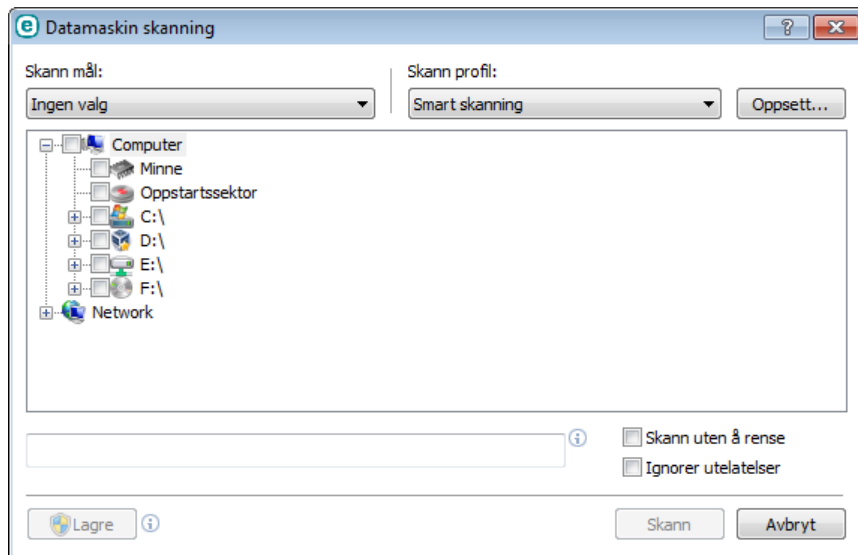 Datamaskin skanning
Skann mål:
Skann profil:
Ingen valg
Smart skanning
Oppsett...
Computer
Minne
Oppstartssektor
C:\
D:\
E:\
F:\
Network
Skann uten å rense
Ignorer utelatelser
Lagre
Skann
Avbryt